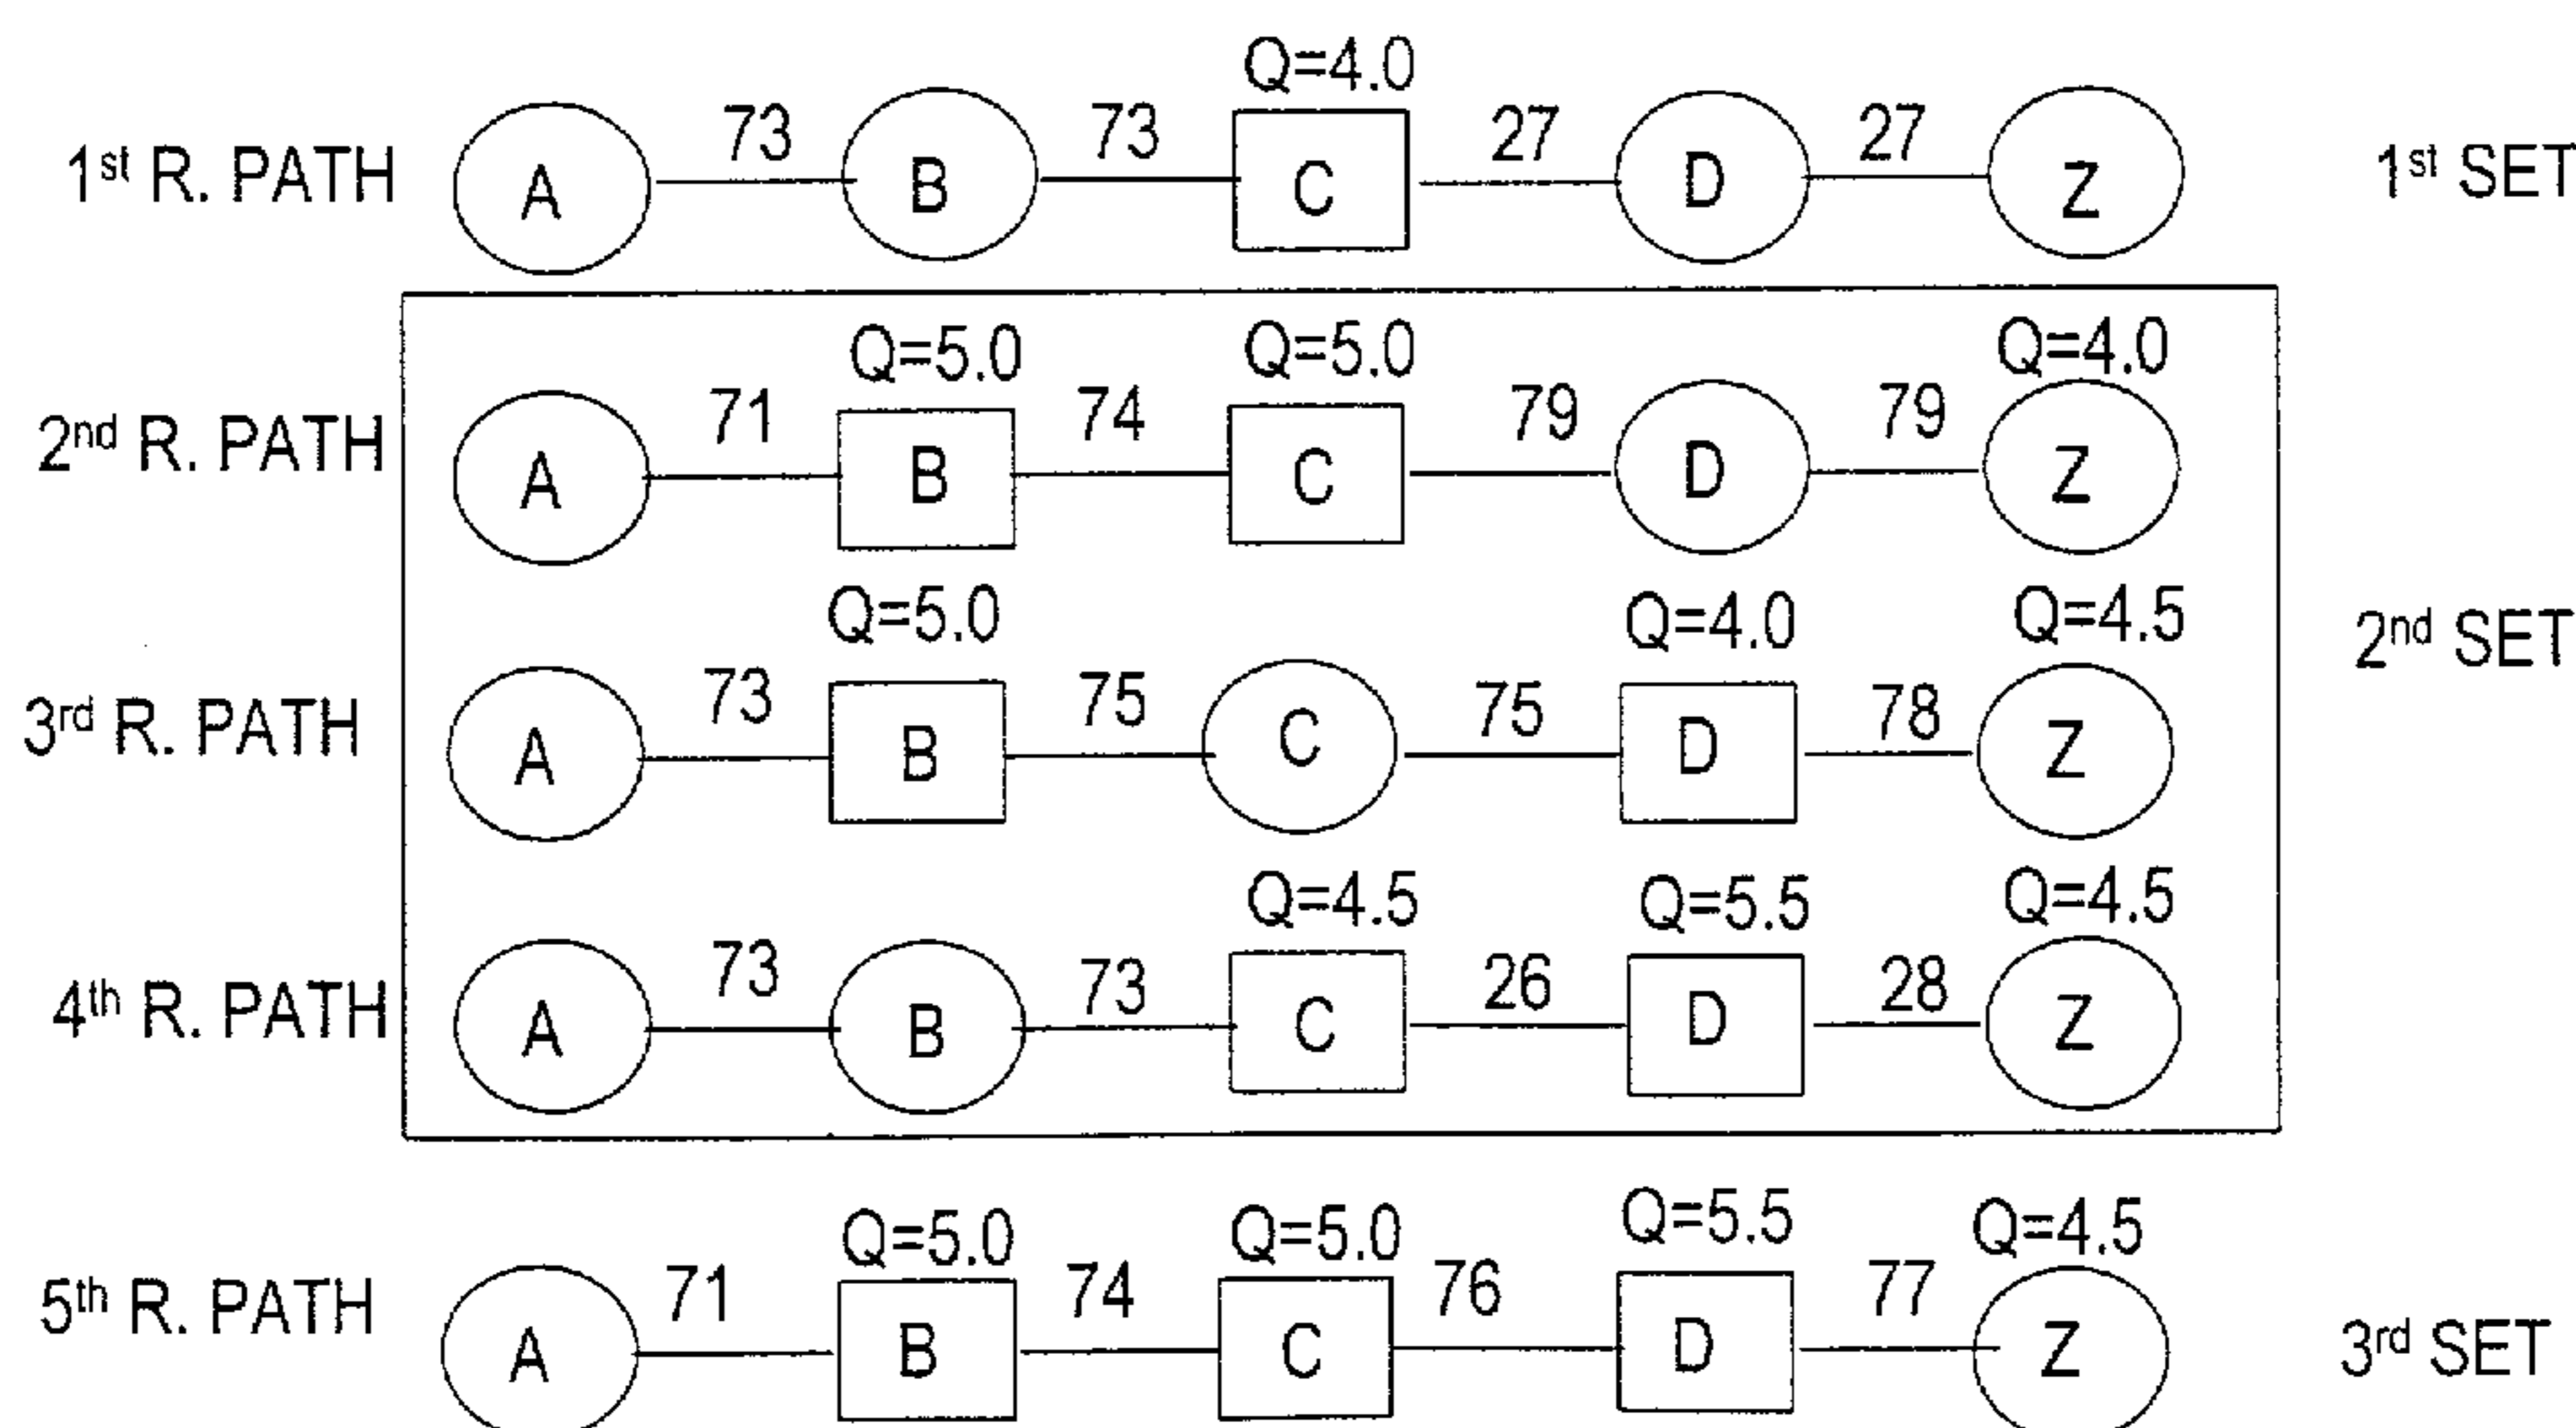 Q=4.0
73 73 27 27
1st R. PATH A B C D Z 1st SET
Q=5.0 Q=5.0 Q=4.0
71 74 79 79
2nd R. PATH A B C D Z
Q=5.0 Q=4.0 Q=4.5
2nd SET
73 75 75 78
3rd R. PATH A B C D Z
Q=4.5 Q=5.5 Q=4.5
73 73 26 28
4th R. PATH A B C D Z
Q=5.0 Q=5.0 Q=5.5 Q=4.5
71 74 76 77
5th R. PATH A B C D Z 3rd SET